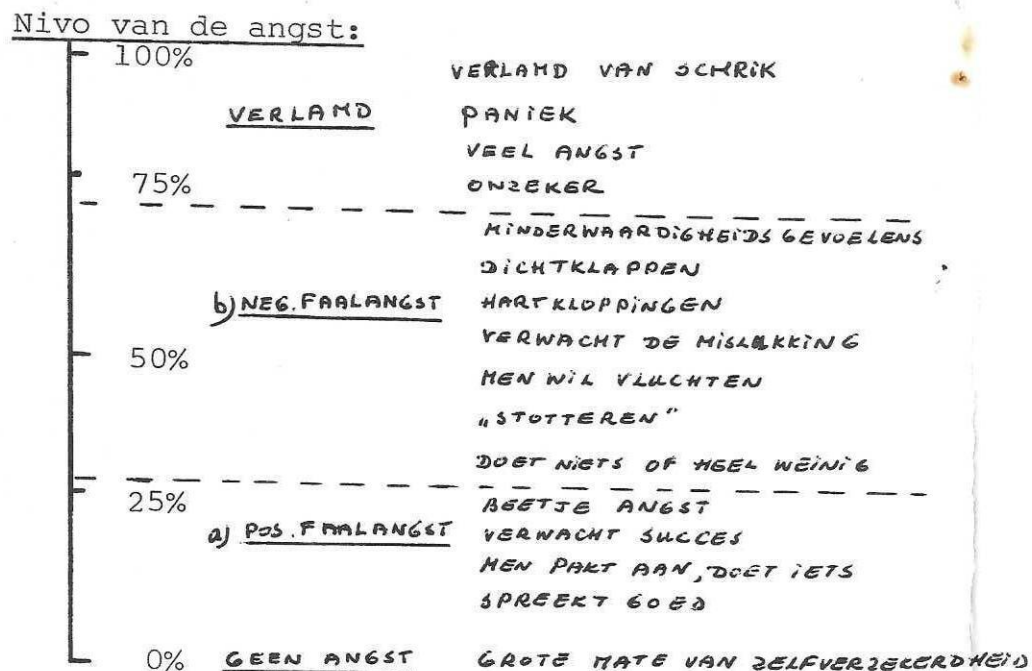 Nivo van de angst:
100%
VERLAMD VAN SCHRIK
VERLAMD PANIEK
VEEL ANGST
75% ONZEKER
MINDERWAARDIGHEIDSGEVOELENS
DICHTKLAPPEN
b) NEG. FAALANGST HARTKLOPPINGEN
VERWACHT DE MISLUKKING
50%
MEN WIL VLUCHTEN
„STOTTEREN"
DOET NIETS OF HEEL WEINIG
25% BEETJE ANGST
a) POS. FAALANGST VERWACHT SUCCES
MEN PAKT AAN, DOET IETS
SPREEKT GOED
0% GEEN ANGST GROTE MATE VAN ZELFVERZEKERDHEID